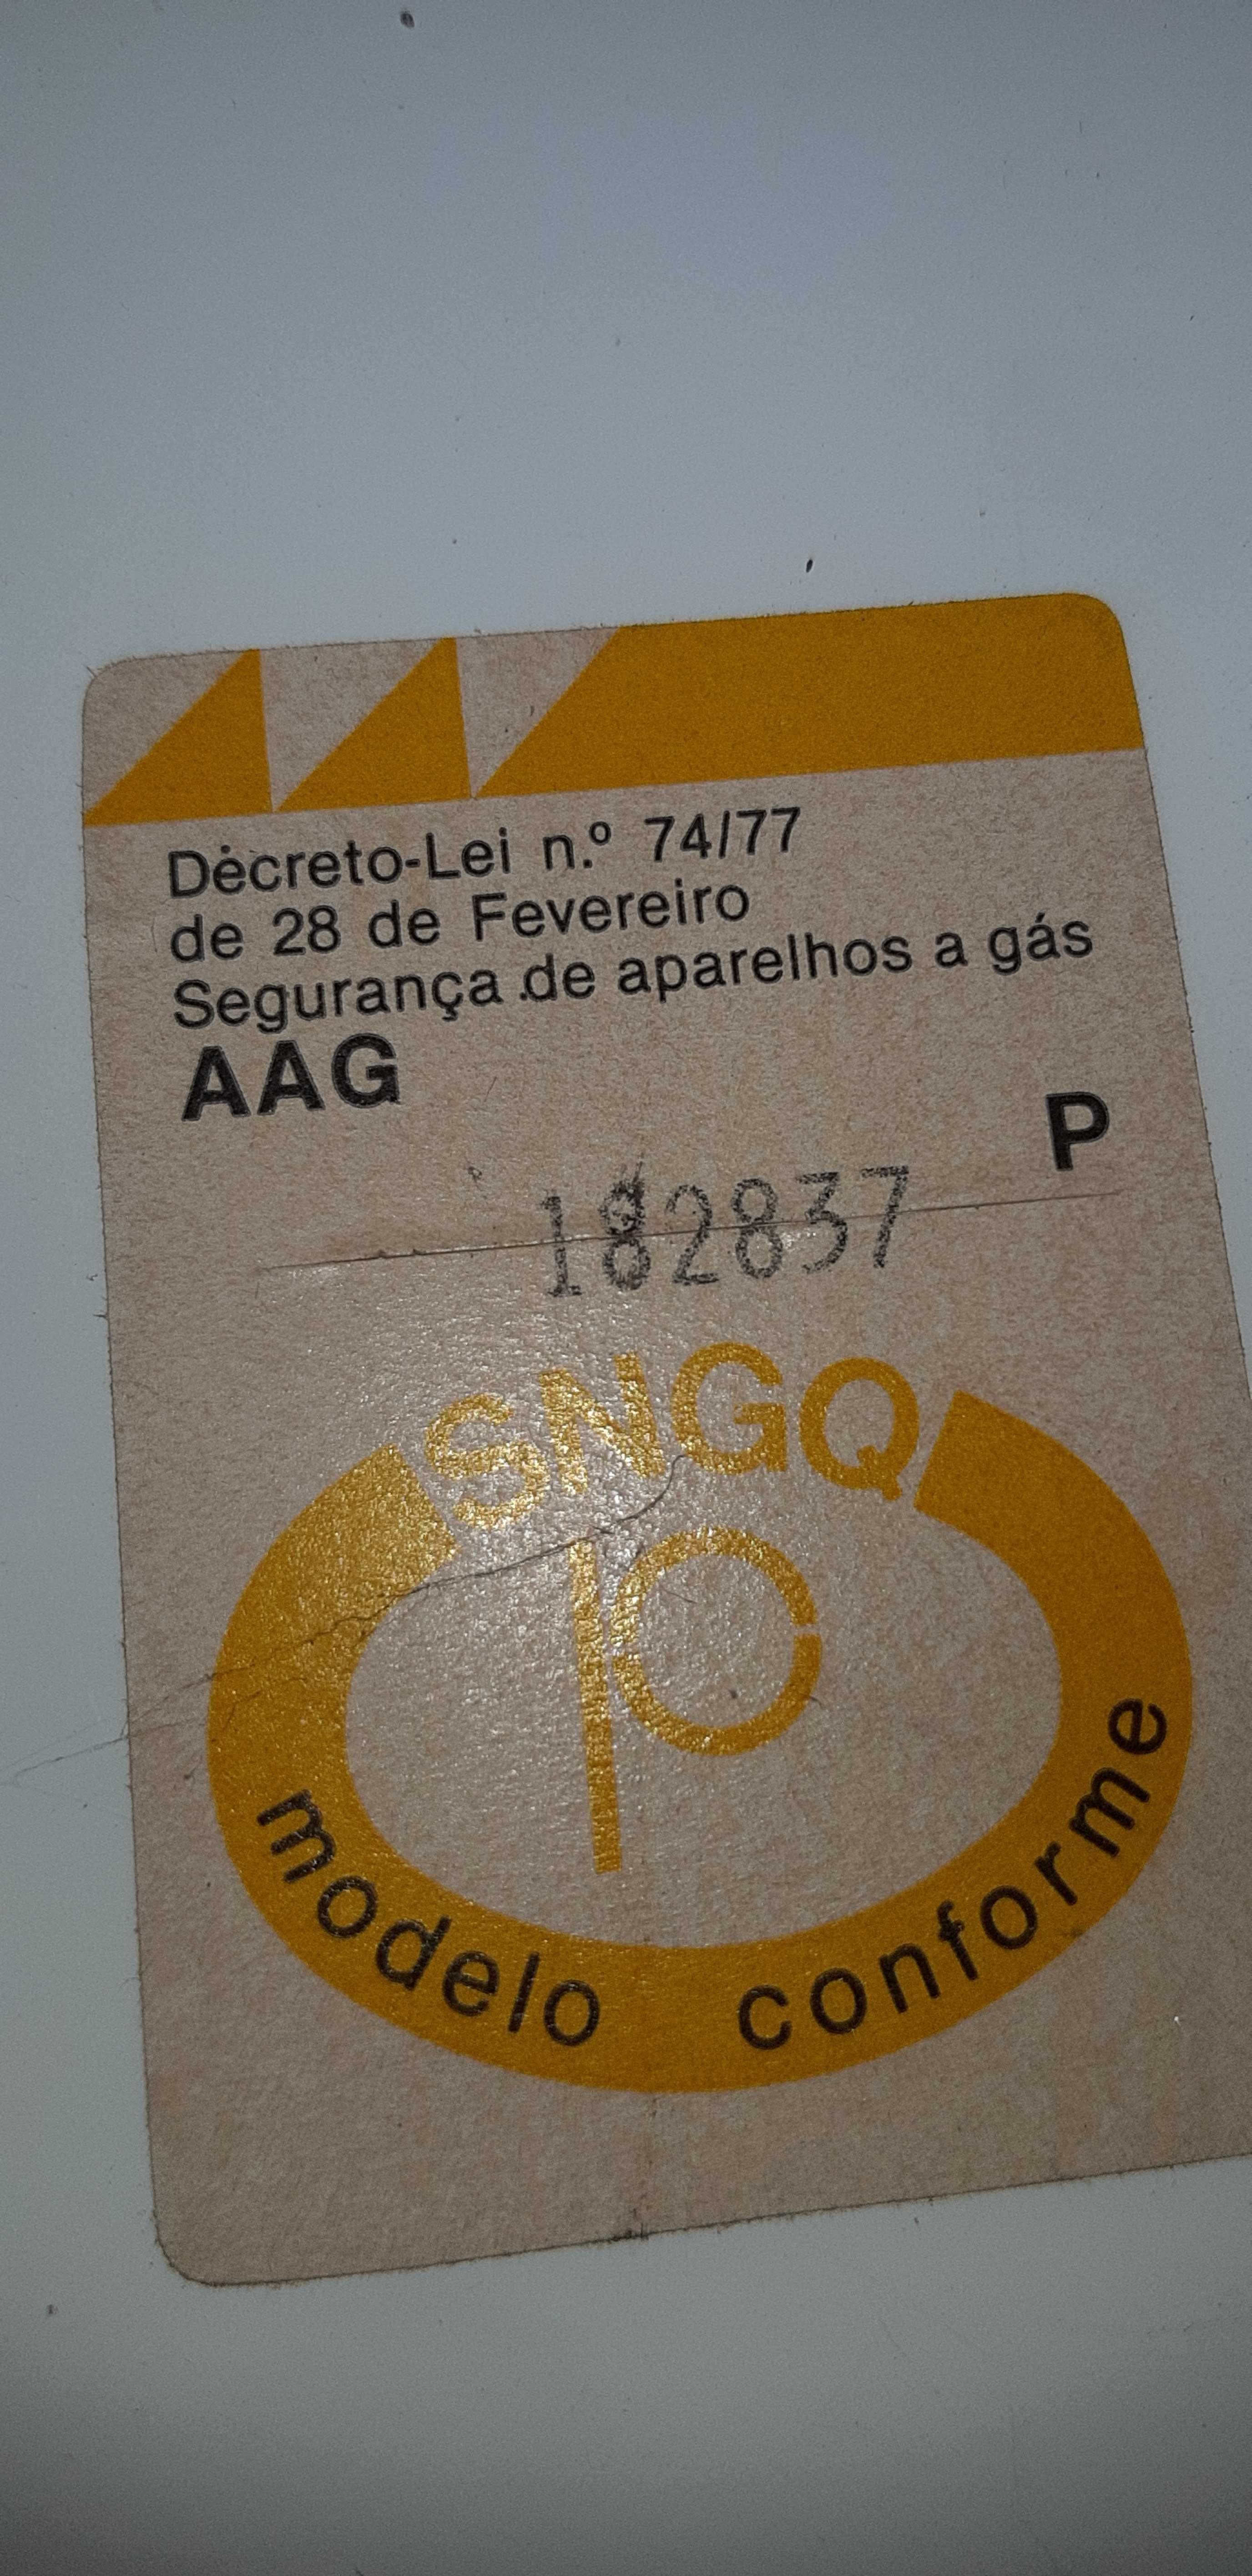 Decreto-Lei n.º 74/77
de 28 de Fevereiro
Segurança de aparelhos a gás
AAG
P
182837
SNGQ
modelo conforme